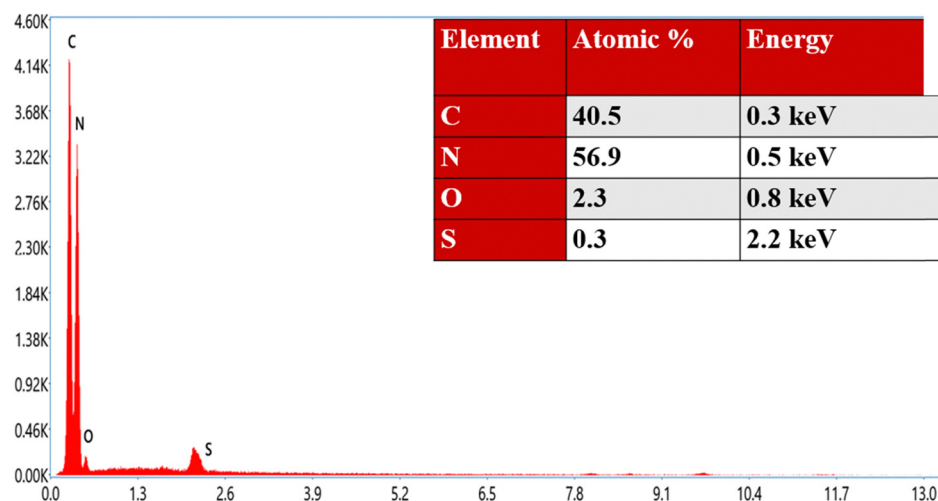 4.60K
4.14K
3.68K
3.22K
2.76K
2.30K
1.84K
1.38K
0.92K
0.46K
0.00K
C
N
O
S
0.0 1.3 2.6 3.9 5.2 6.5 7.8 9.1 10.4 11.7 13.0
Element Atomic % Energy
C 40.5 0.3 keV
N 56.9 0.5 keV
O 2.3 0.8 keV
S 0.3 2.2 keV